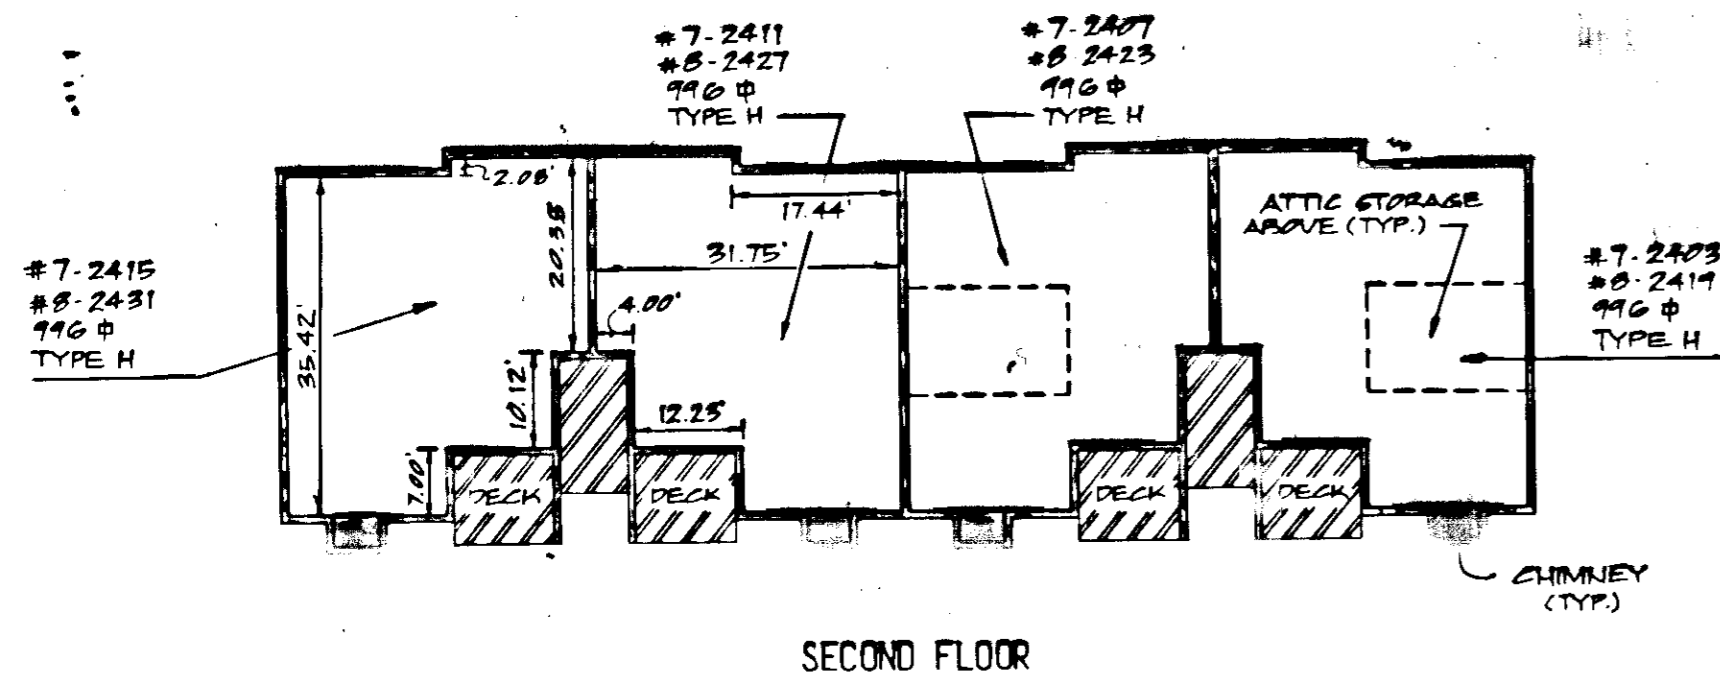 #7-2411
#8-2427
996 ⏀
TYPE H
#7-2407
#8 2423
996 ⏀
TYPE H
2.08'
17.44'
ATTIC STORAGE
ABOVE (TYP.)
20.38
31.75'
#7-2415
#8-2431
996 ⏀
TYPE H
#7-2403
#8-2419
996 ⏀
TYPE H
35.42'
4.00'
10.12'
12.25'
7.00'
DECK
DECK
DECK
DECK
CHIMNEY
(TYP.)
SECOND FLOOR